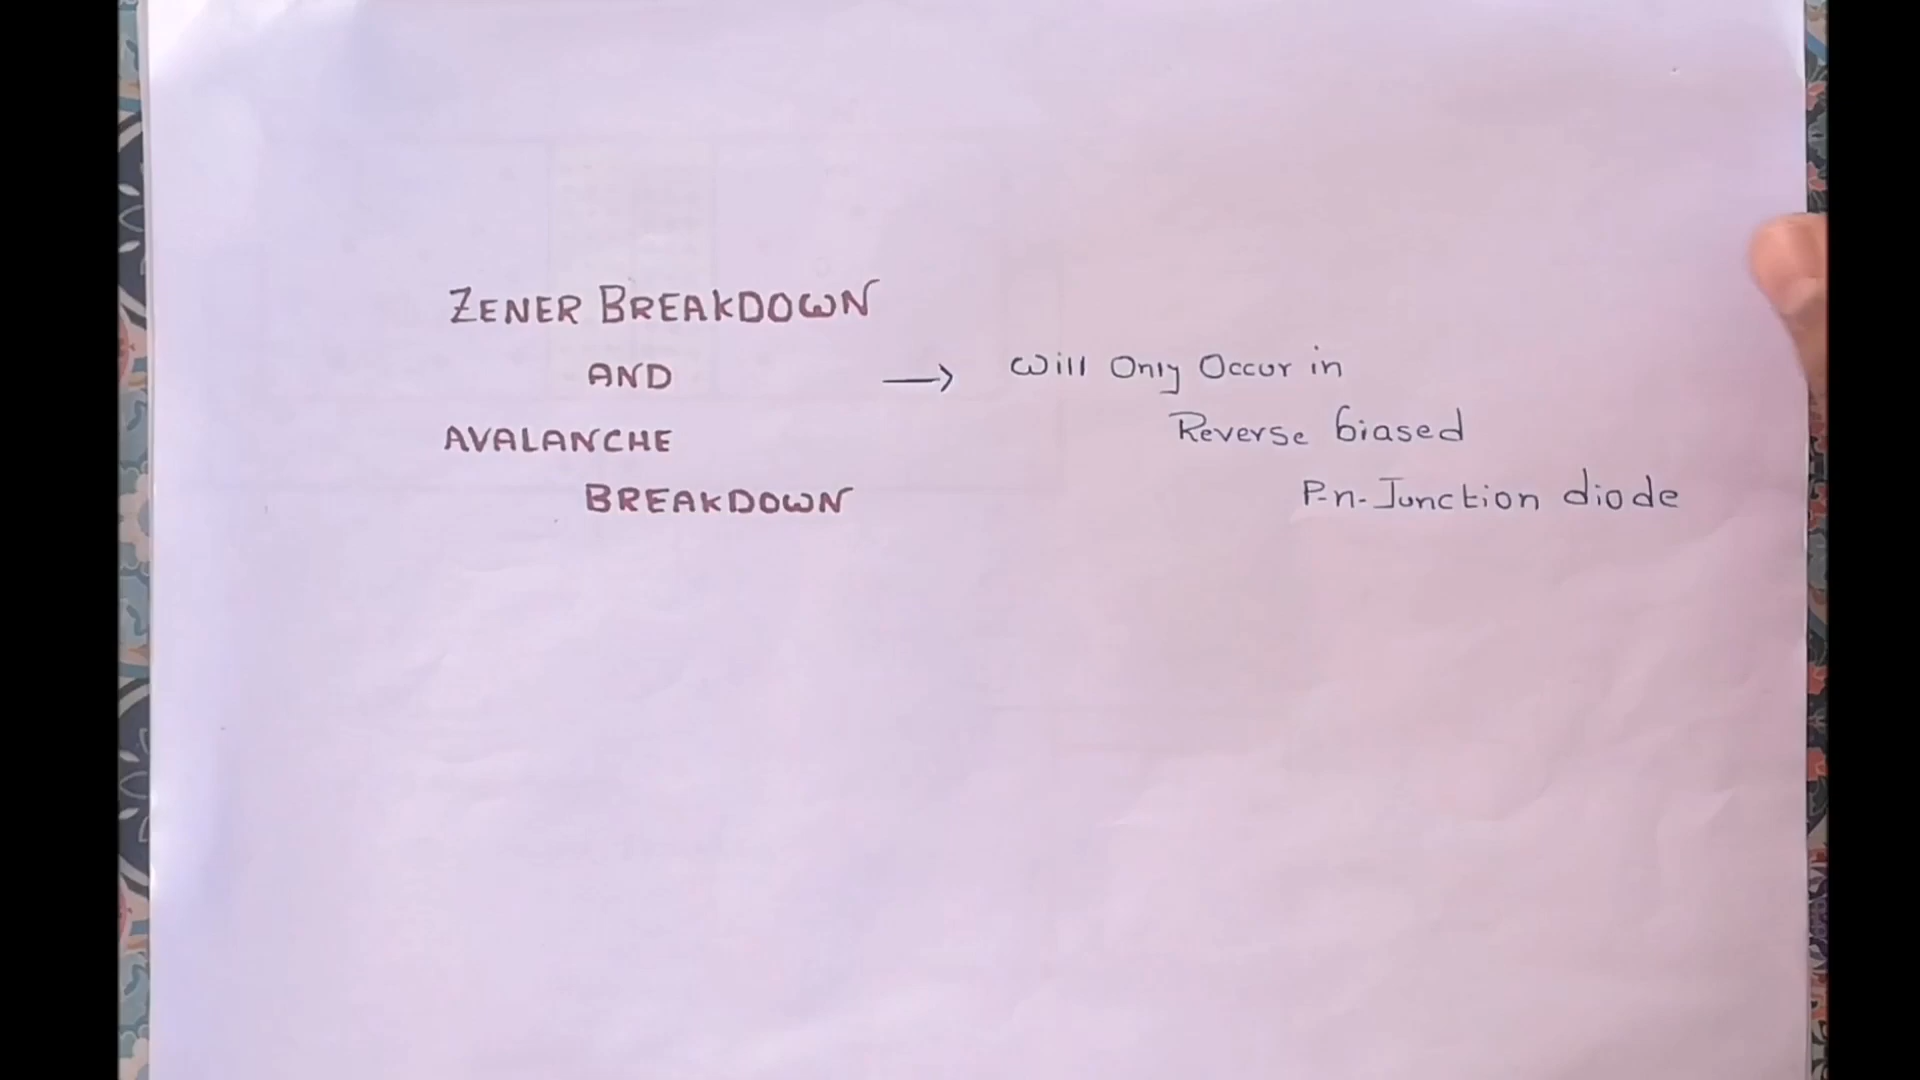 ZENER BREAKDOWN
AND
AVALANCHE
BREAKDOWN
→ Will Only Occur in
Reverse biased
P-n-Junction diode